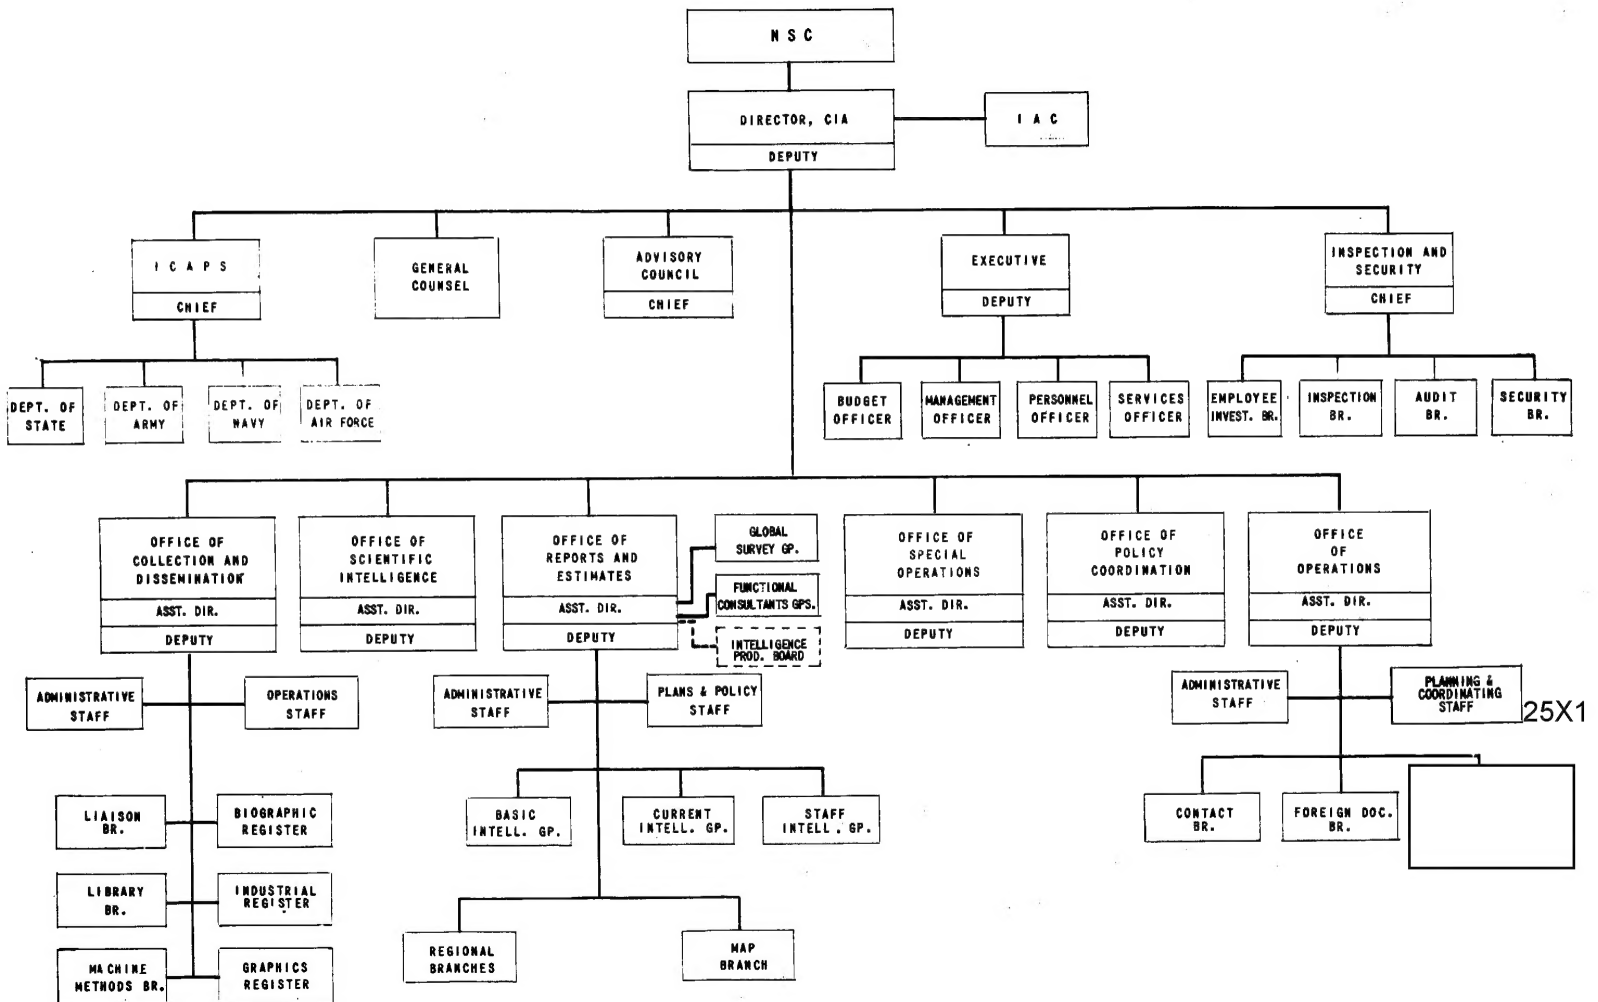 N S C
DIRECTOR, CIA
DEPUTY
I A C
I C A P S
CHIEF
GENERAL
COUNSEL
ADVISORY
COUNCIL
CHIEF
EXECUTIVE
DEPUTY
INSPECTION AND
SECURITY
CHIEF
DEPT. OF
STATE
DEPT. OF
ARMY
DEPT. OF
NAVY
DEPT. OF
AIR FORCE
BUDGET
OFFICER
MANAGEMENT
OFFICER
PERSONNEL
OFFICER
SERVICES
OFFICER
EMPLOYEE
INVEST. BR.
INSPECTION
BR.
AUDIT
BR.
SECURITY
BR.
OFFICE OF
COLLECTION AND
DISSEMINATION
ASST. DIR.
DEPUTY
OFFICE OF
SCIENTIFIC
INTELLIGENCE
ASST. DIR.
DEPUTY
OFFICE OF
REPORTS AND
ESTIMATES
ASST. DIR.
DEPUTY
GLOBAL
SURVEY GP.
FUNCTIONAL
CONSULTANTS GPS.
INTELLIGENCE
PROD. BOARD
OFFICE OF
SPECIAL
OPERATIONS
ASST. DIR.
DEPUTY
OFFICE OF
POLICY
COORDINATION
ASST. DIR.
DEPUTY
OFFICE
OF
OPERATIONS
ASST. DIR.
DEPUTY
ADMINISTRATIVE
STAFF
OPERATIONS
STAFF
ADMINISTRATIVE
STAFF
PLANS & POLICY
STAFF
ADMINISTRATIVE
STAFF
PLANNING &
COORDINATING
STAFF
25X1
LIAISON
BR.
BIOGRAPHIC
REGISTER
BASIC
INTELL. GP.
CURRENT
INTELL. GP.
STAFF
INTELL. GP.
CONTACT
BR.
FOREIGN DOC.
BR.
LIBRARY
BR.
INDUSTRIAL
REGISTER
REGIONAL
BRANCHES
MAP
BRANCH
MACHINE
METHODS BR.
GRAPHICS
REGISTER